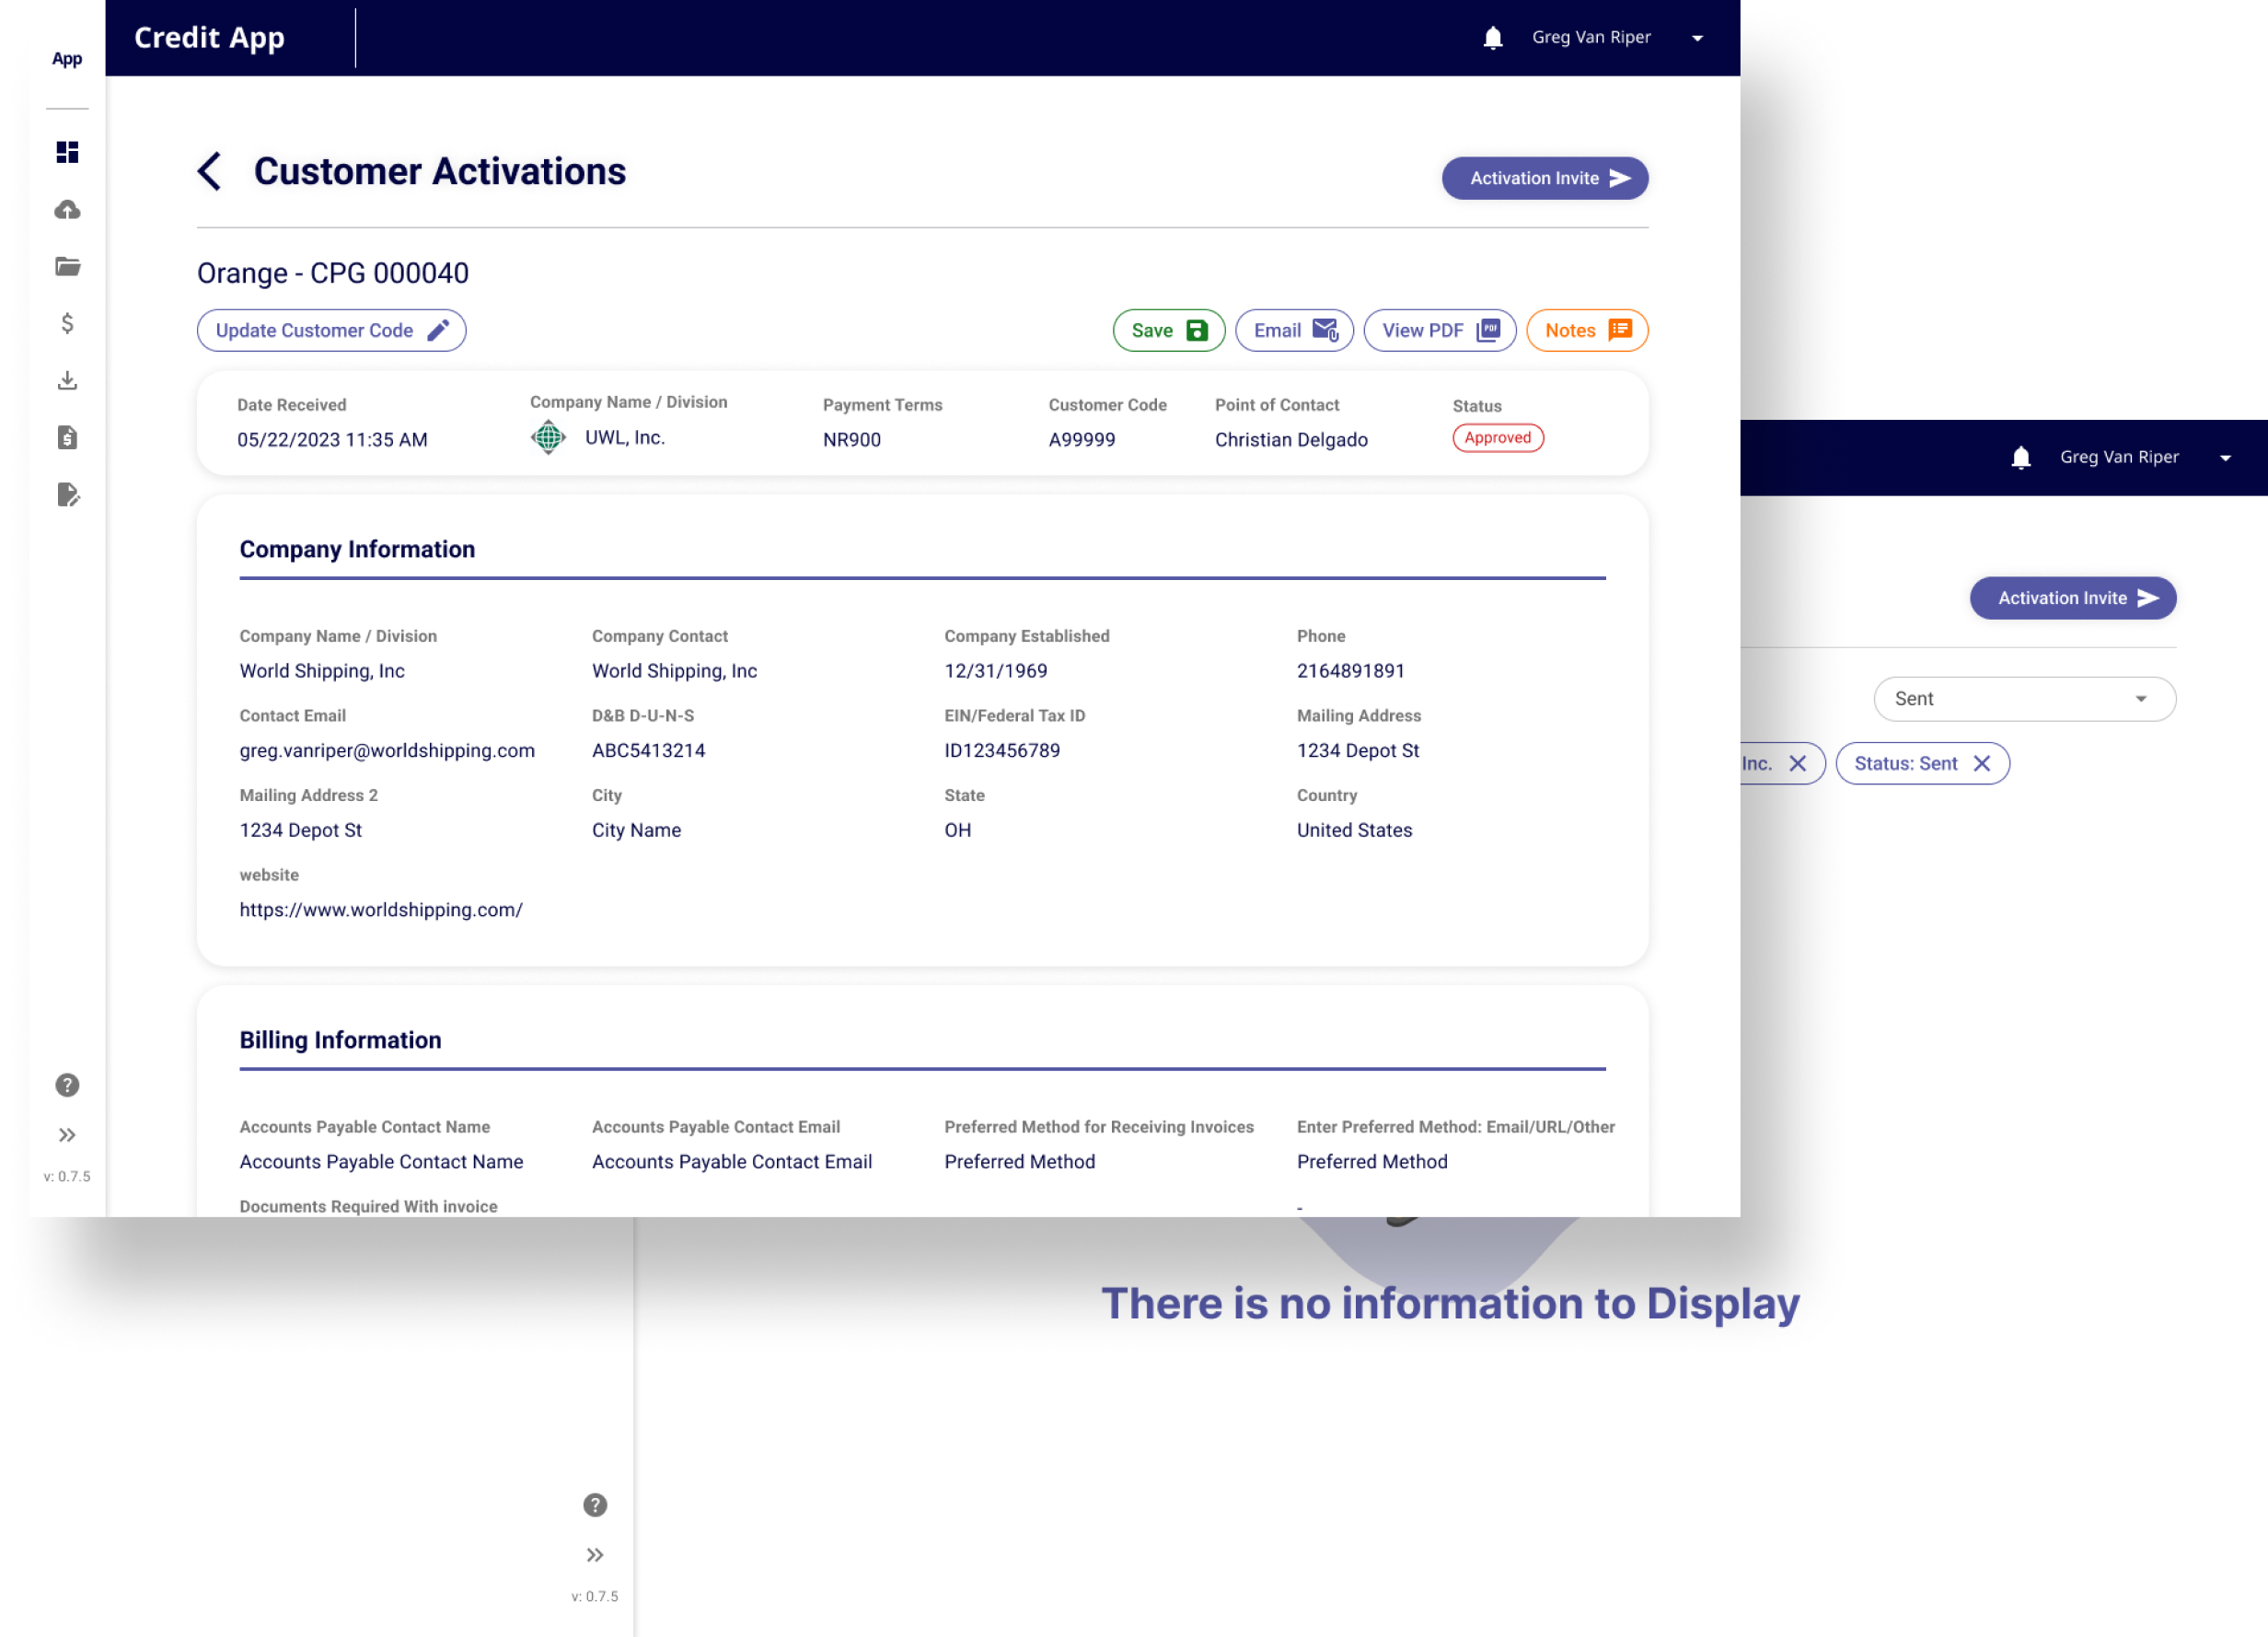 App
Credit App
Greg Van Riper
Customer Activations
Activation Invite
Orange - CPG 000040
Update Customer Code
Save
Email
View PDF
PDF
Notes
Date Received
Company Name / Division
Payment Terms
Customer Code
Point of Contact
Status
05/22/2023 11:35 AM
UWL, Inc.
NR900
A99999
Christian Delgado
Approved
Company Information
Company Name / Division
Company Contact
Company Established
Phone
World Shipping, Inc
World Shipping, Inc
12/31/1969
2164891891
Contact Email
D&B D-U-N-S
EIN/Federal Tax ID
Mailing Address
greg.vanriper@worldshipping.com
ABC5413214
ID123456789
1234 Depot St
Mailing Address 2
City
State
Country
1234 Depot St
City Name
OH
United States
website
https://www.worldshipping.com/
Billing Information
Accounts Payable Contact Name
Accounts Payable Contact Email
Preferred Method for Receiving Invoices
Enter Preferred Method: Email/URL/Other
Accounts Payable Contact Name
Accounts Payable Contact Email
Preferred Method
Preferred Method
Documents Required With invoice
-
v: 0.7.5
Greg Van Riper
Activation Invite
Sent
Inc.
Status: Sent
There is no information to Display
v: 0.7.5